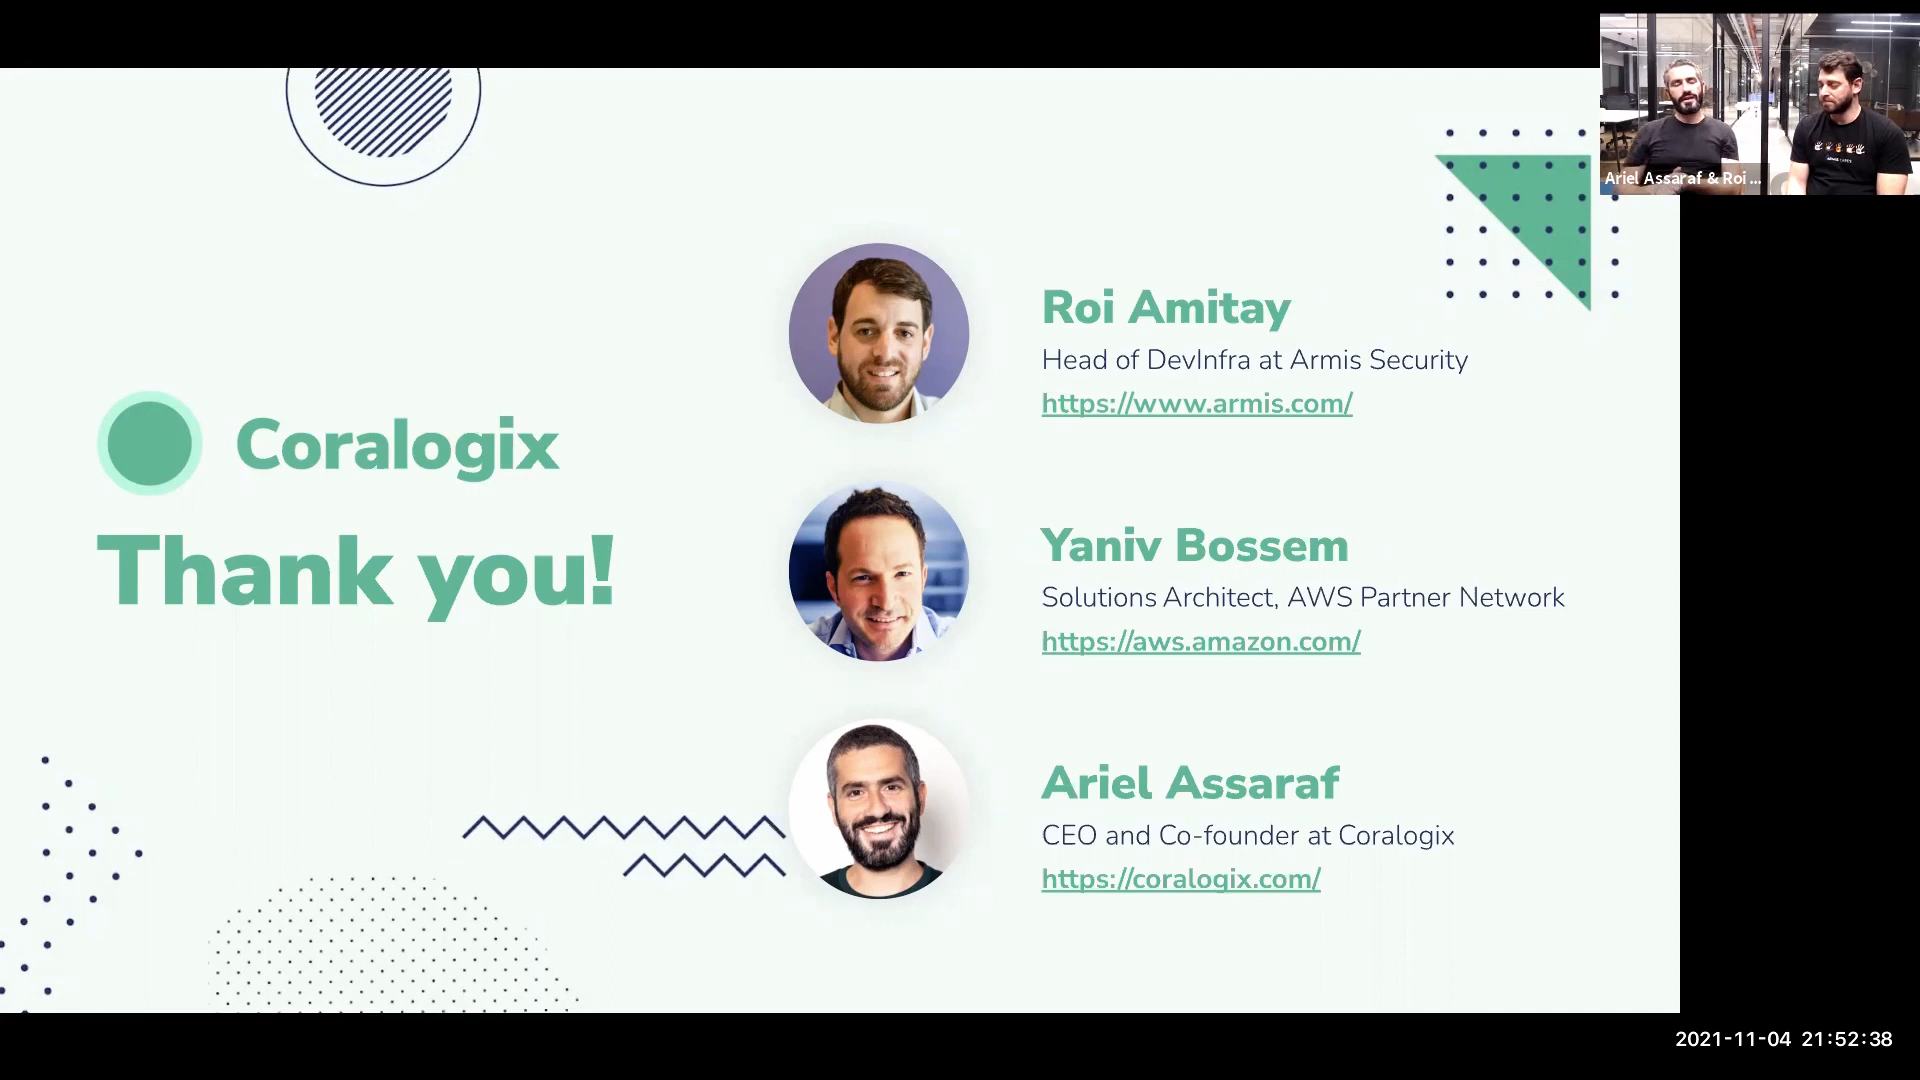 Ariel Assaraf & Roi ...
Coralogix
Thank you!
Roi Amitay
Head of DevInfra at Armis Security
https://www.armis.com/
Yaniv Bossem
Solutions Architect, AWS Partner Network
https://aws.amazon.com/
Ariel Assaraf
CEO and Co-founder at Coralogix
https://coralogix.com/
2021-11-04 21:52:38